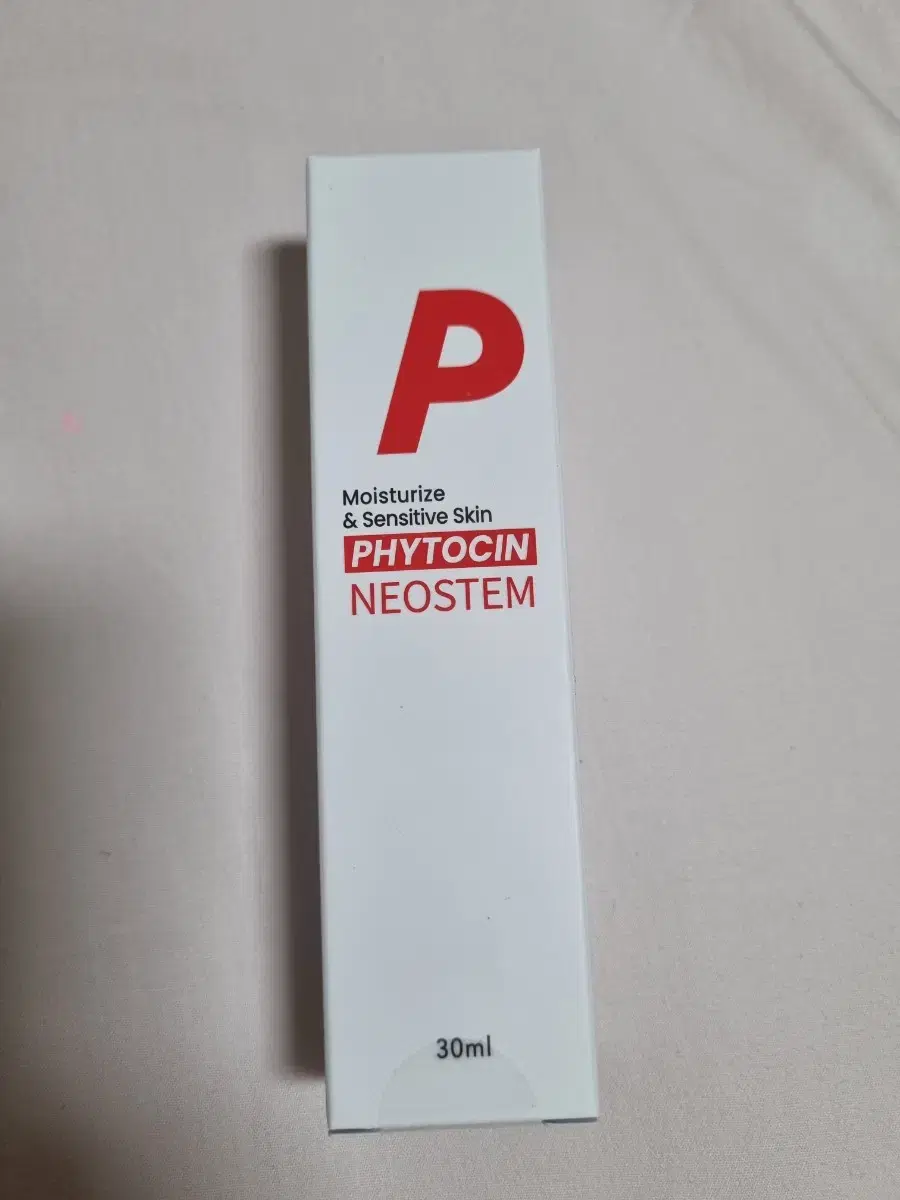 P
Moisturize
& Sensitive Skin
PHYTOCIN
NEOSTEM
30ml